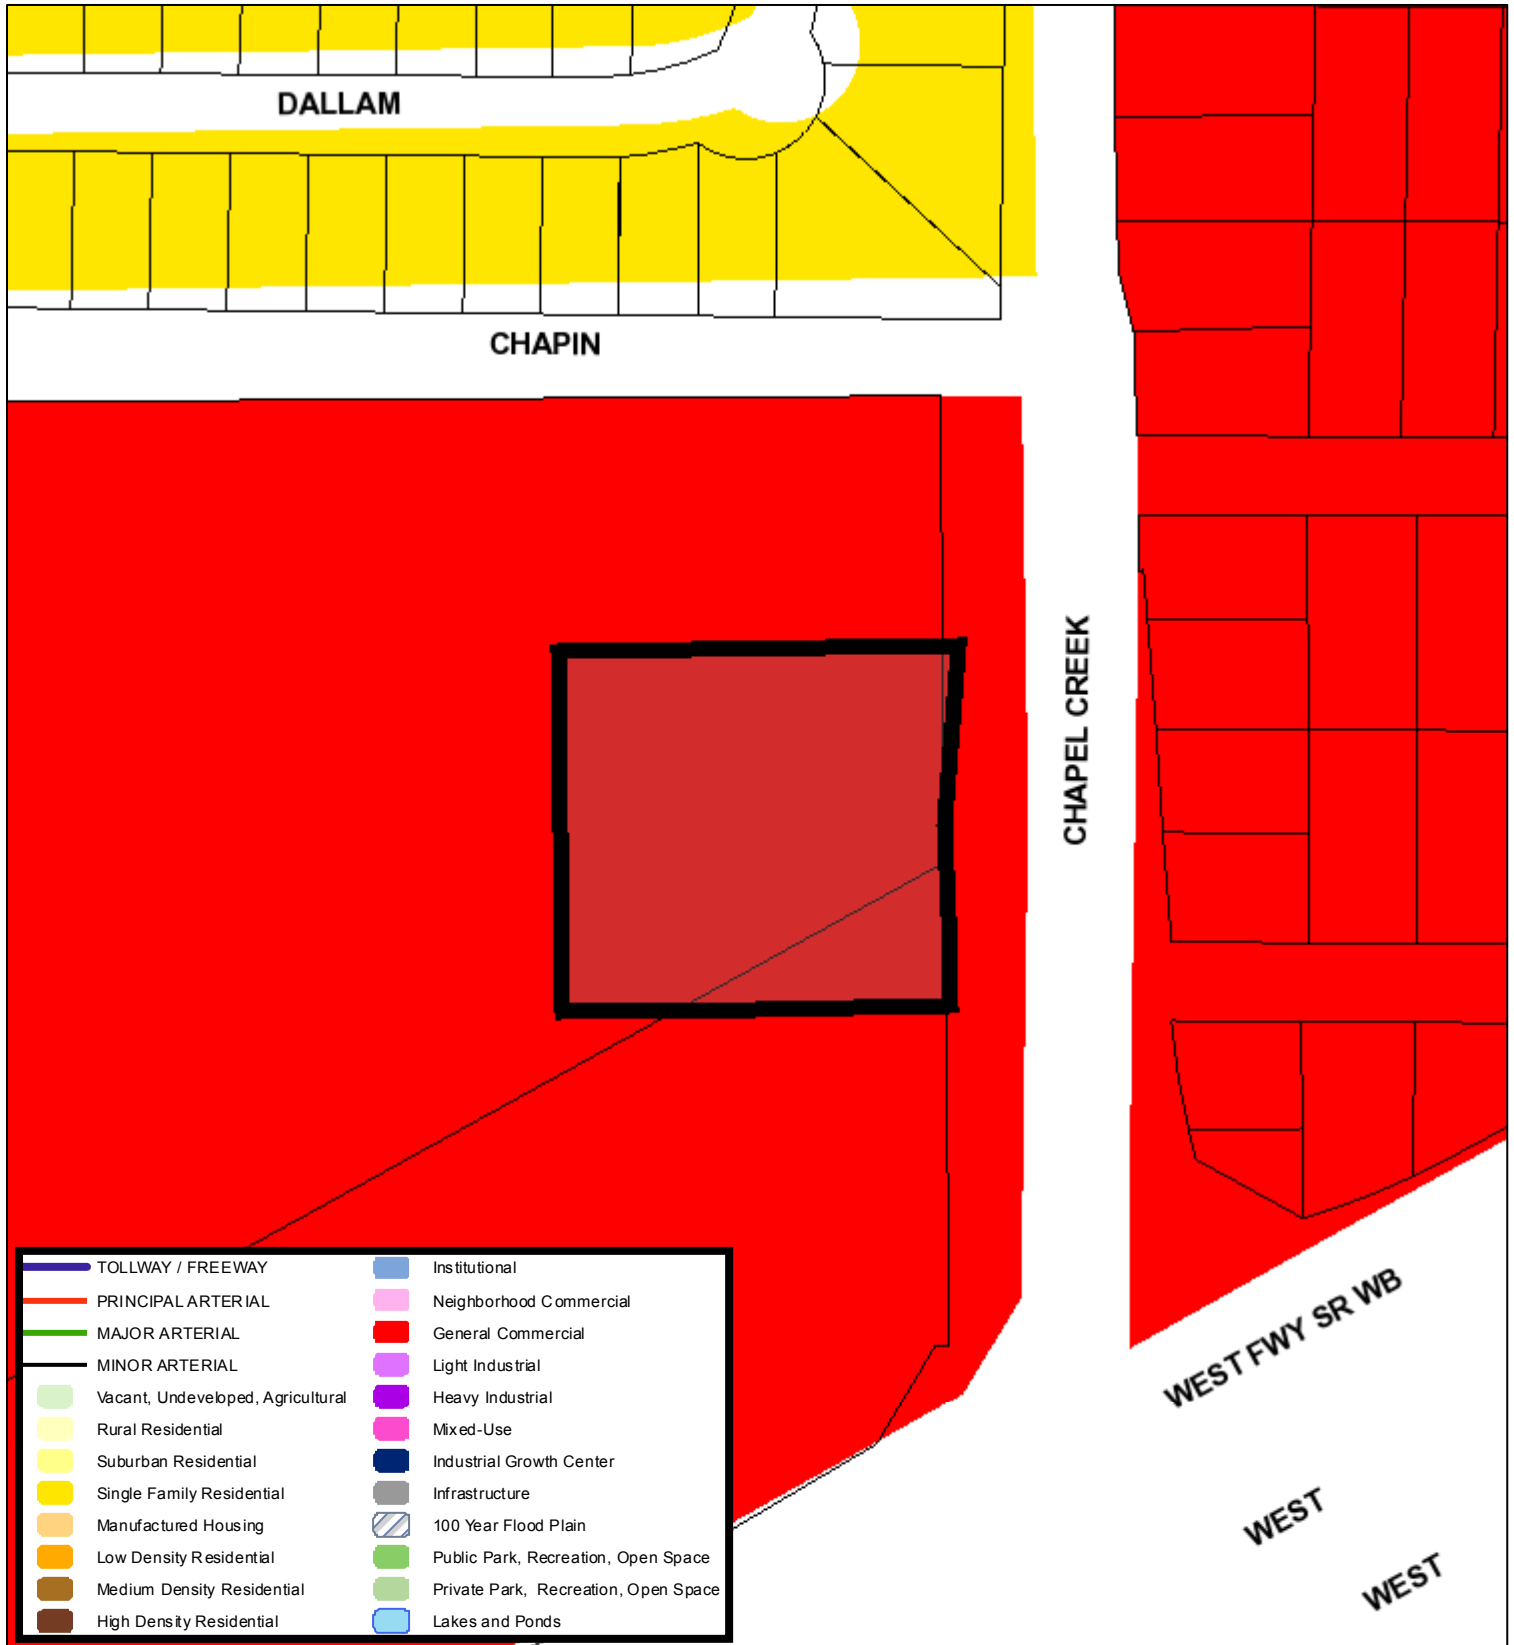 DALLAM
CHAPIN
CHAPEL CREEK
WEST FWY SR WB
WEST
WEST
TOLLWAY / FREEWAY
PRINCIPAL ARTERIAL
MAJOR ARTERIAL
MINOR ARTERIAL
Vacant, Undeveloped, Agricultural
Rural Residential
Suburban Residential
Single Family Residential
Manufactured Housing
Low Density Residential
Medium Density Residential
High Density Residential
Institutional
Neighborhood Commercial
General Commercial
Light Industrial
Heavy Industrial
Mixed-Use
Industrial Growth Center
Infrastructure
100 Year Flood Plain
Public Park, Recreation, Open Space
Private Park, Recreation, Open Space
Lakes and Ponds